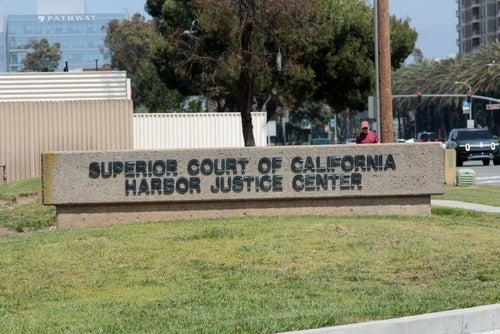 PATHWAY
SUPERIOR COURT OF CALIFORNIA
HARBOR JUSTICE CENTER